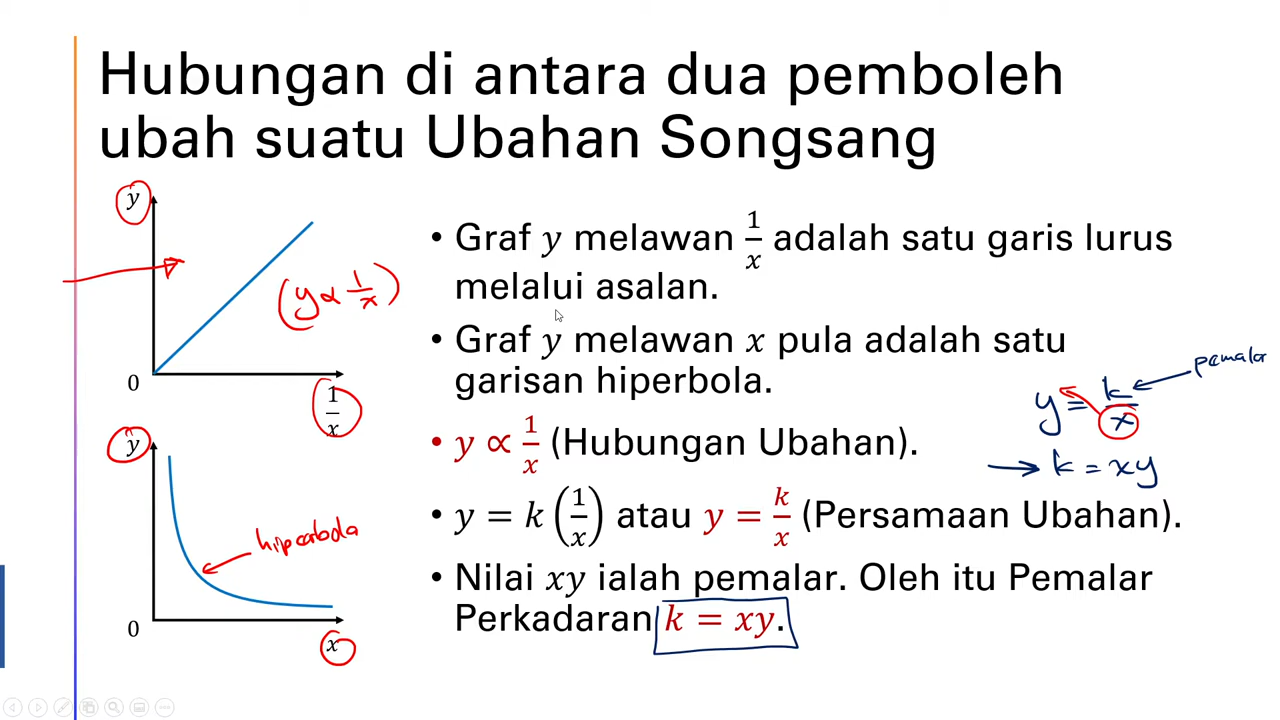 Hubungan di antara dua pemboleh
ubah suatu Ubahan Songsang
y
(y ∝ 1/x)
0
1/x
y
hiperbola
0
x
• Graf y melawan 1/x adalah satu garis lurus
melalui asalan.
• Graf y melawan x pula adalah satu
garisan hiperbola.
• y ∝ 1/x (Hubungan Ubahan).
• y = k(1/x) atau y = k/x (Persamaan Ubahan).
• Nilai xy ialah pemalar. Oleh itu Pemalar
Perkadaran k = xy.
pemalar
y = k/x
k = xy